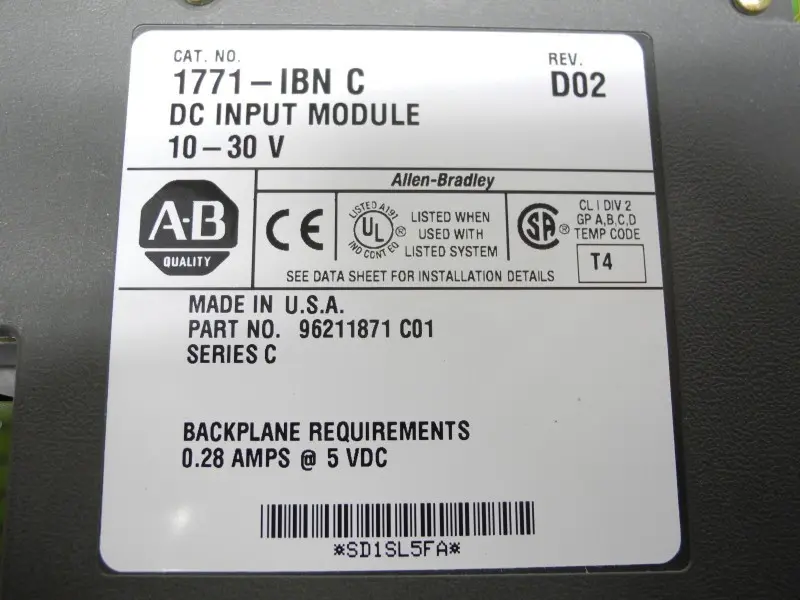 CAT. NO.
1771-IBN C
REV.
D02
DC INPUT MODULE
10-30 V
Allen-Bradley
A-B
QUALITY
CE
LISTED A191
UL
®
IND CONT EQ
LISTED WHEN
USED WITH
LISTED SYSTEM
SA
®
CL I DIV 2
GP A,B,C,D
TEMP CODE
T4
SEE DATA SHEET FOR INSTALLATION DETAILS
MADE IN U.S.A.
PART NO. 96211871 C01
SERIES C
BACKPLANE REQUIREMENTS
0.28 AMPS @ 5 VDC
*SD1SL5FA*